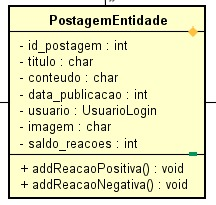 PostagemEntidade
- id_postagem : int
- titulo : char
- conteudo : char
- data_publicacao : int
- usuario : UsuarioLogin
- imagem : char
- saldo_reacoes : int
+ addReacaoPositiva() : void
+ addReacaoNegativa() : void